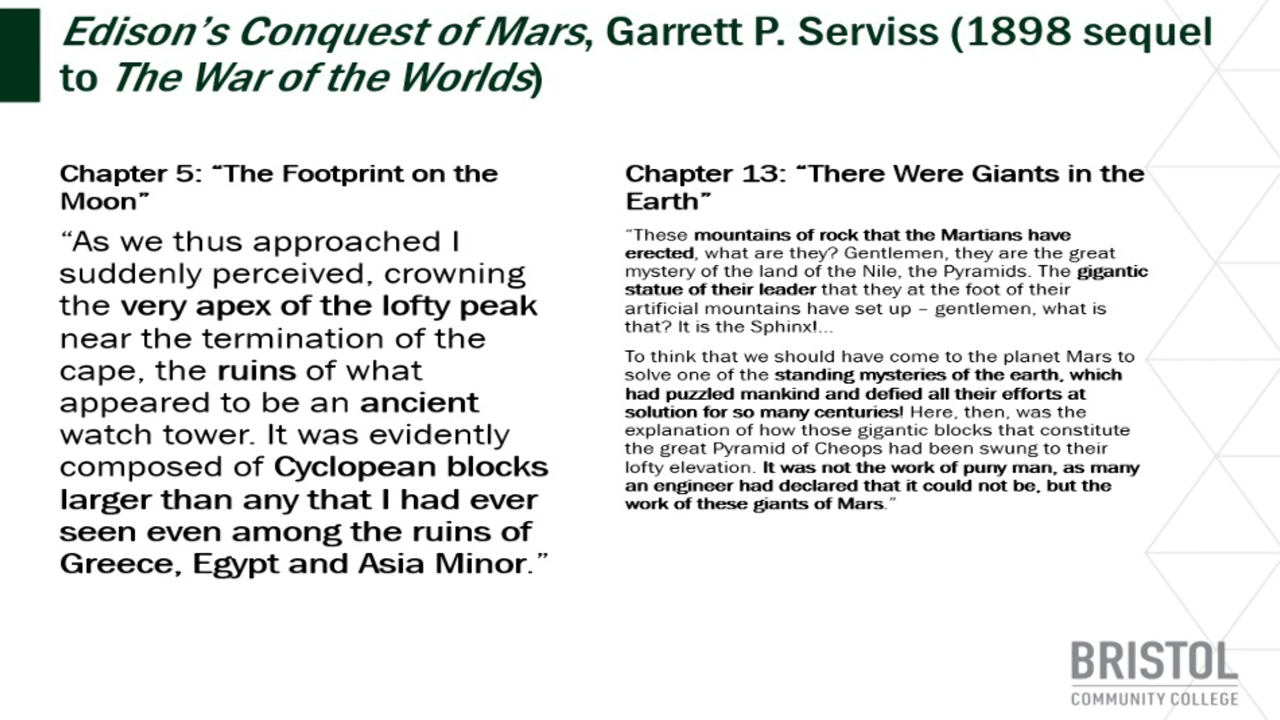 Edison's Conquest of Mars, Garrett P. Serviss (1898 sequel
to The War of the Worlds)
Chapter 5: “The Footprint on the
Moon”
“As we thus approached I
suddenly perceived, crowning
the very apex of the lofty peak
near the termination of the
cape, the ruins of what
appeared to be an ancient
watch tower. It was evidently
composed of Cyclopean blocks
larger than any that I had ever
seen even among the ruins of
Greece, Egypt and Asia Minor.”
Chapter 13: “There Were Giants in the
Earth”
“These mountains of rock that the Martians have
erected, what are they? Gentlemen, they are the great
mystery of the land of the Nile, the Pyramids. The gigantic
statue of their leader that they at the foot of their
artificial mountains have set up – gentlemen, what is
that? It is the Sphinx!...
To think that we should have come to the planet Mars to
solve one of the standing mysteries of the earth, which
had puzzled mankind and defied all their efforts at
solution for so many centuries! Here, then, was the
explanation of how those gigantic blocks that constitute
the great Pyramid of Cheops had been swung to their
lofty elevation. It was not the work of puny man, as many
an engineer had declared that it could not be, but the
work of these giants of Mars.”
BRISTOL
COMMUNITY COLLEGE